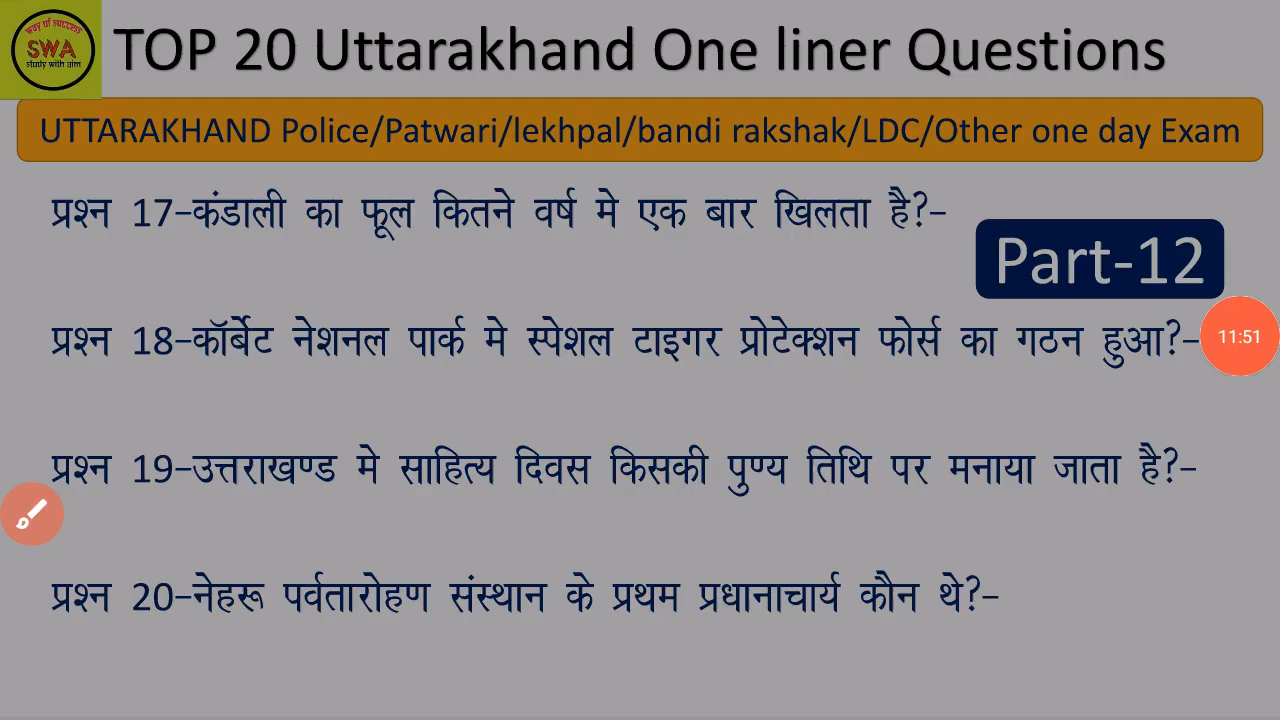 way of success
SWA
study with aim
TOP 20 Uttarakhand One liner Questions
UTTARAKHAND Police/Patwari/lekhpal/bandi rakshak/LDC/Other one day Exam
प्रश्न 17-कंडाली का फूल कितने वर्ष मे एक बार खिलता है?-
Part-12
प्रश्न 18-कॉर्बेट नेशनल पार्क मे स्पेशल टाइगर प्रोटेक्शन फोर्स का गठन हुआ?-
11:51
प्रश्न 19-उत्तराखण्ड मे साहित्य दिवस किसकी पुण्य तिथि पर मनाया जाता है?-
प्रश्न 20-नेहरू पर्वतारोहण संस्थान के प्रथम प्रधानाचार्य कौन थे?-